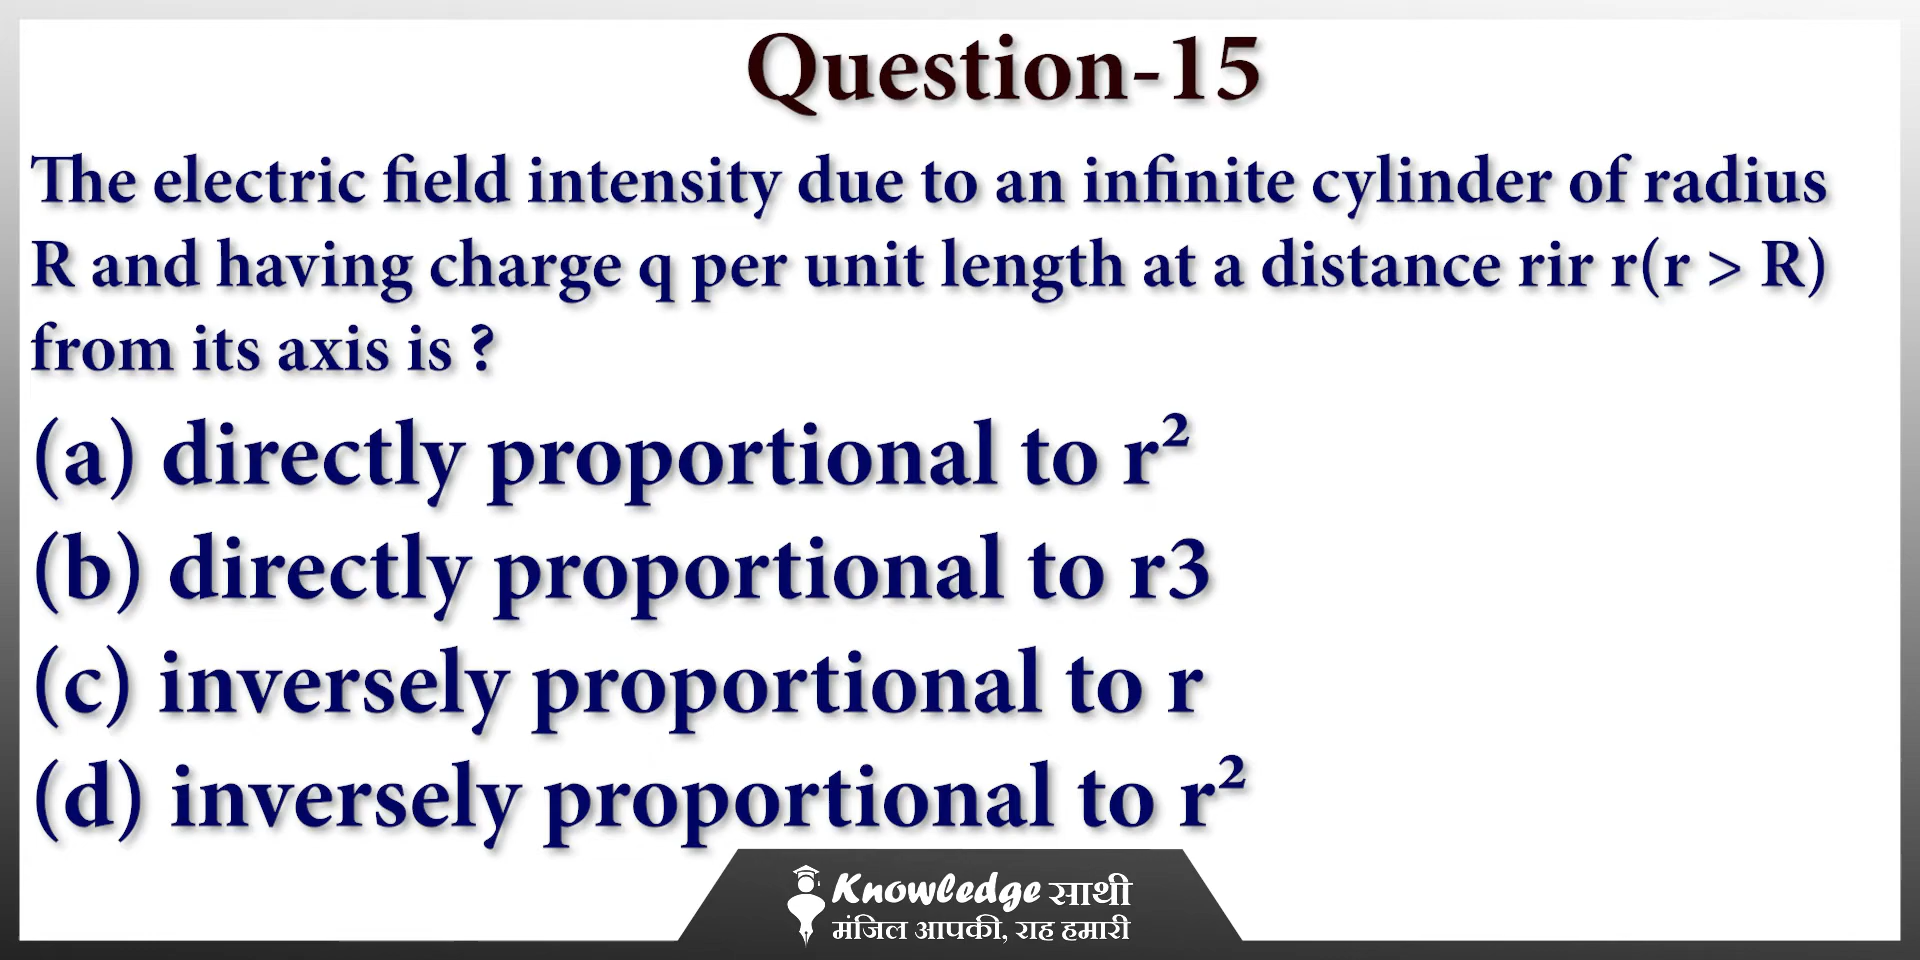 Question-15
The electric field intensity due to an infinite cylinder of radius
R and having charge q per unit length at a distance rir r(r > R)
from its axis is ?
(a) directly proportional to r²
(b) directly proportional to r3
(c) inversely proportional to r
(d) inversely proportional to r²
Knowledge साथी
मंजिल आपकी, राह हमारी